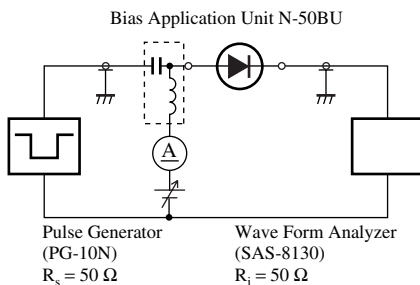 Bias Application Unit N-50BU
A
Pulse Generator
(PG-10N)
Rs = 50 Ω
Wave Form Analyzer
(SAS-8130)
Ri = 50 Ω